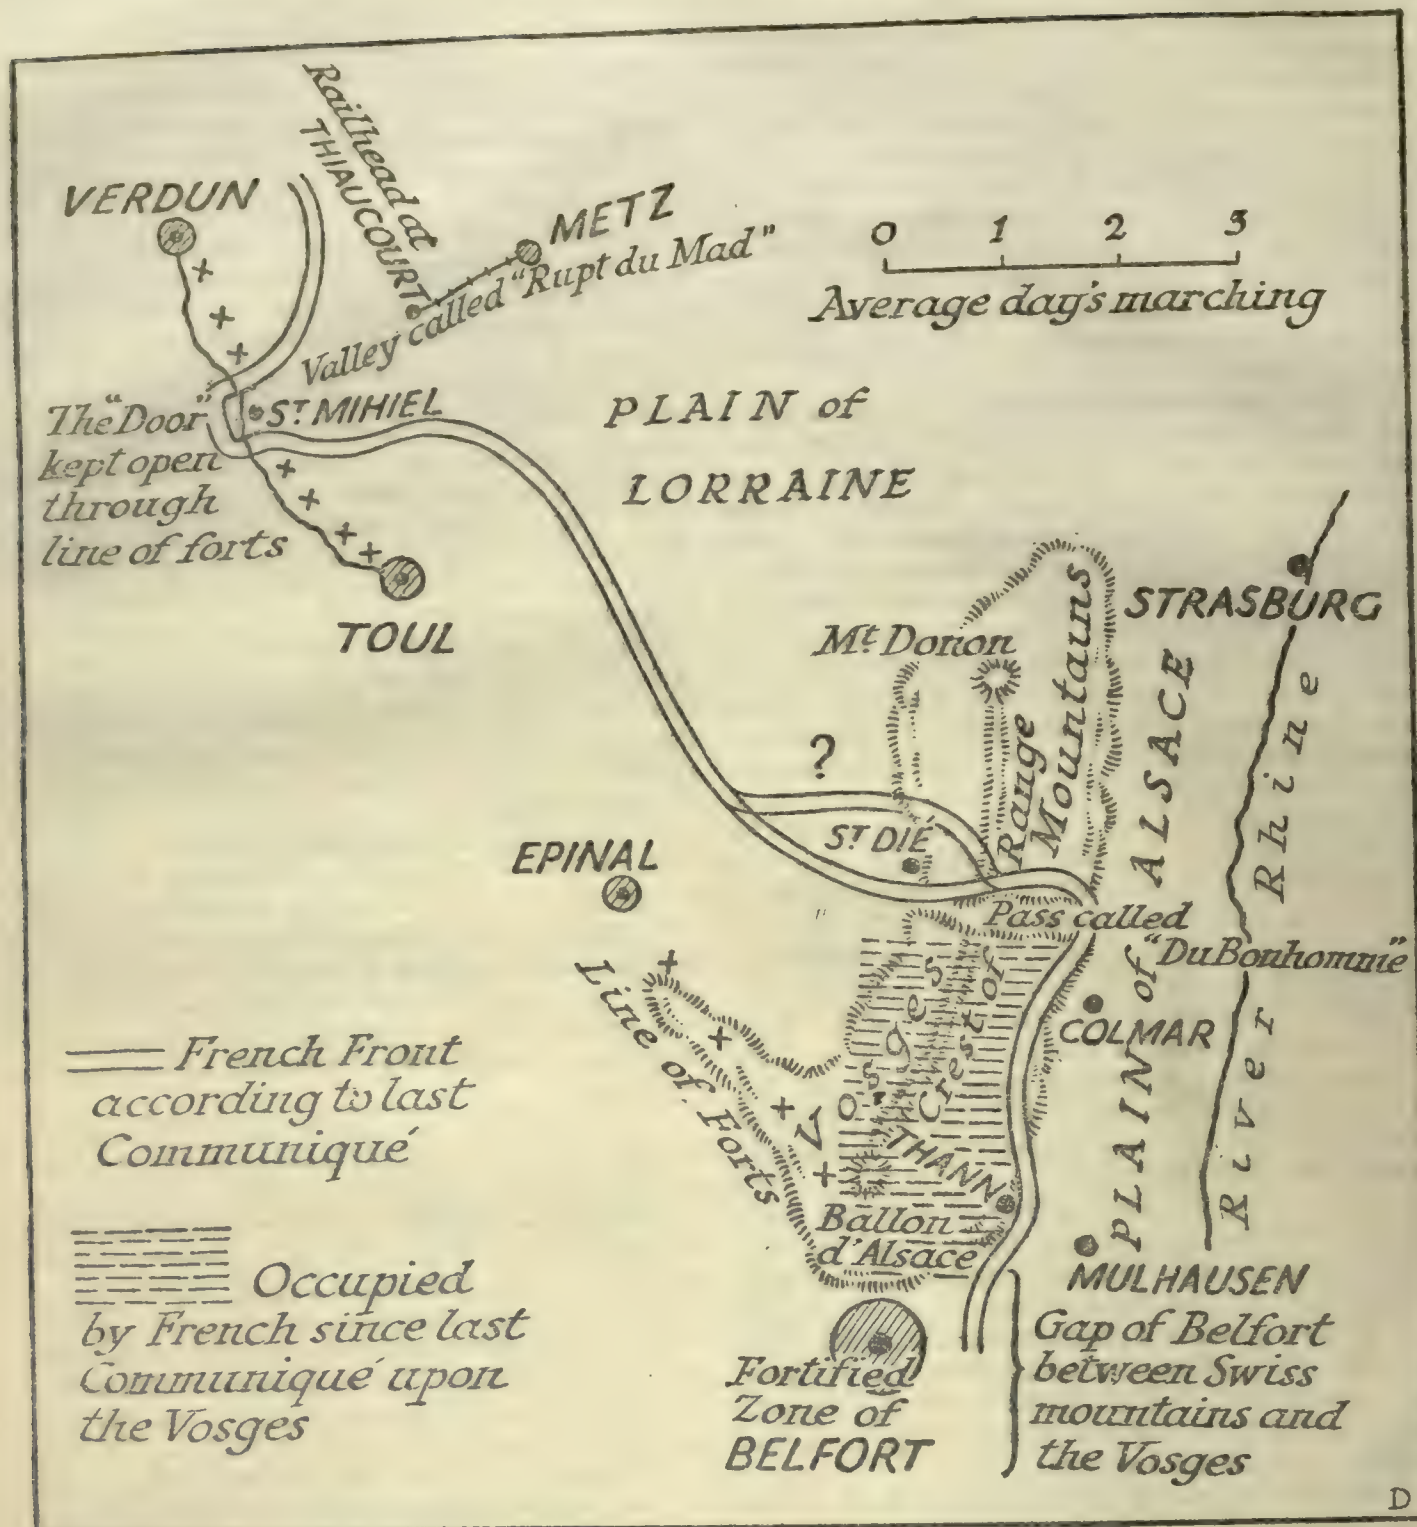 Railhead at
THIAUCOURT
VERDUN
METZ
Valley called "Rupt du Mad"
0 1 2 3
Average day's marching
The "Door"
kept open
through
line of forts
ST MIHIEL
PLAIN of
LORRAINE
TOUL
STRASBURG
Mt Donon
?
ST DIE
EPINAL
Range
Mountains
PLAIN of ALSACE
River Rhine
Pass called
"Du Bonhomme"
COLMAR
Line of Forts
Vosges
Crest of
THANN
Ballon
d'Alsace
MULHAUSEN
French Front
according to last
Communiqué
Occupied
by French since last
Communiqué upon
the Vosges
Fortified
Zone of
BELFORT
Gap of Belfort
between Swiss
mountains and
the Vosges
D